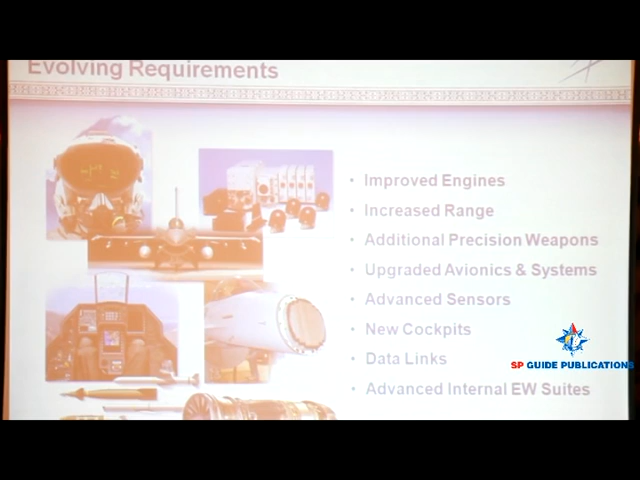 Evolving Requirements
• Improved Engines
• Increased Range
• Additional Precision Weapons
• Upgraded Avionics & Systems
• Advanced Sensors
• New Cockpits
• Data Links
• Advanced Internal EW Suites
SP GUIDE PUBLICATIONS